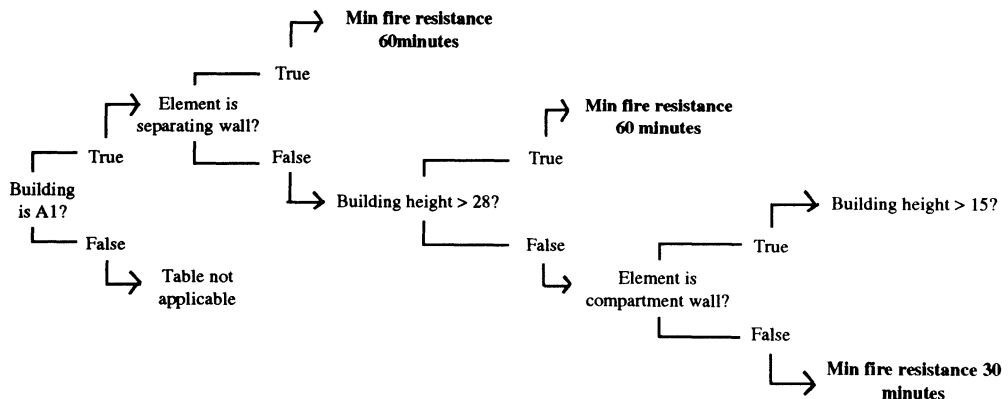 Min fire resistance
60minutes
True
Element is
separating wall?
Min fire resistance
60 minutes
True
False
True
Building
is A1?
Building height > 28?
Building height > 15?
False
False
True
Table not
applicable
Element is
compartment wall?
False
Min fire resistance 30
minutes